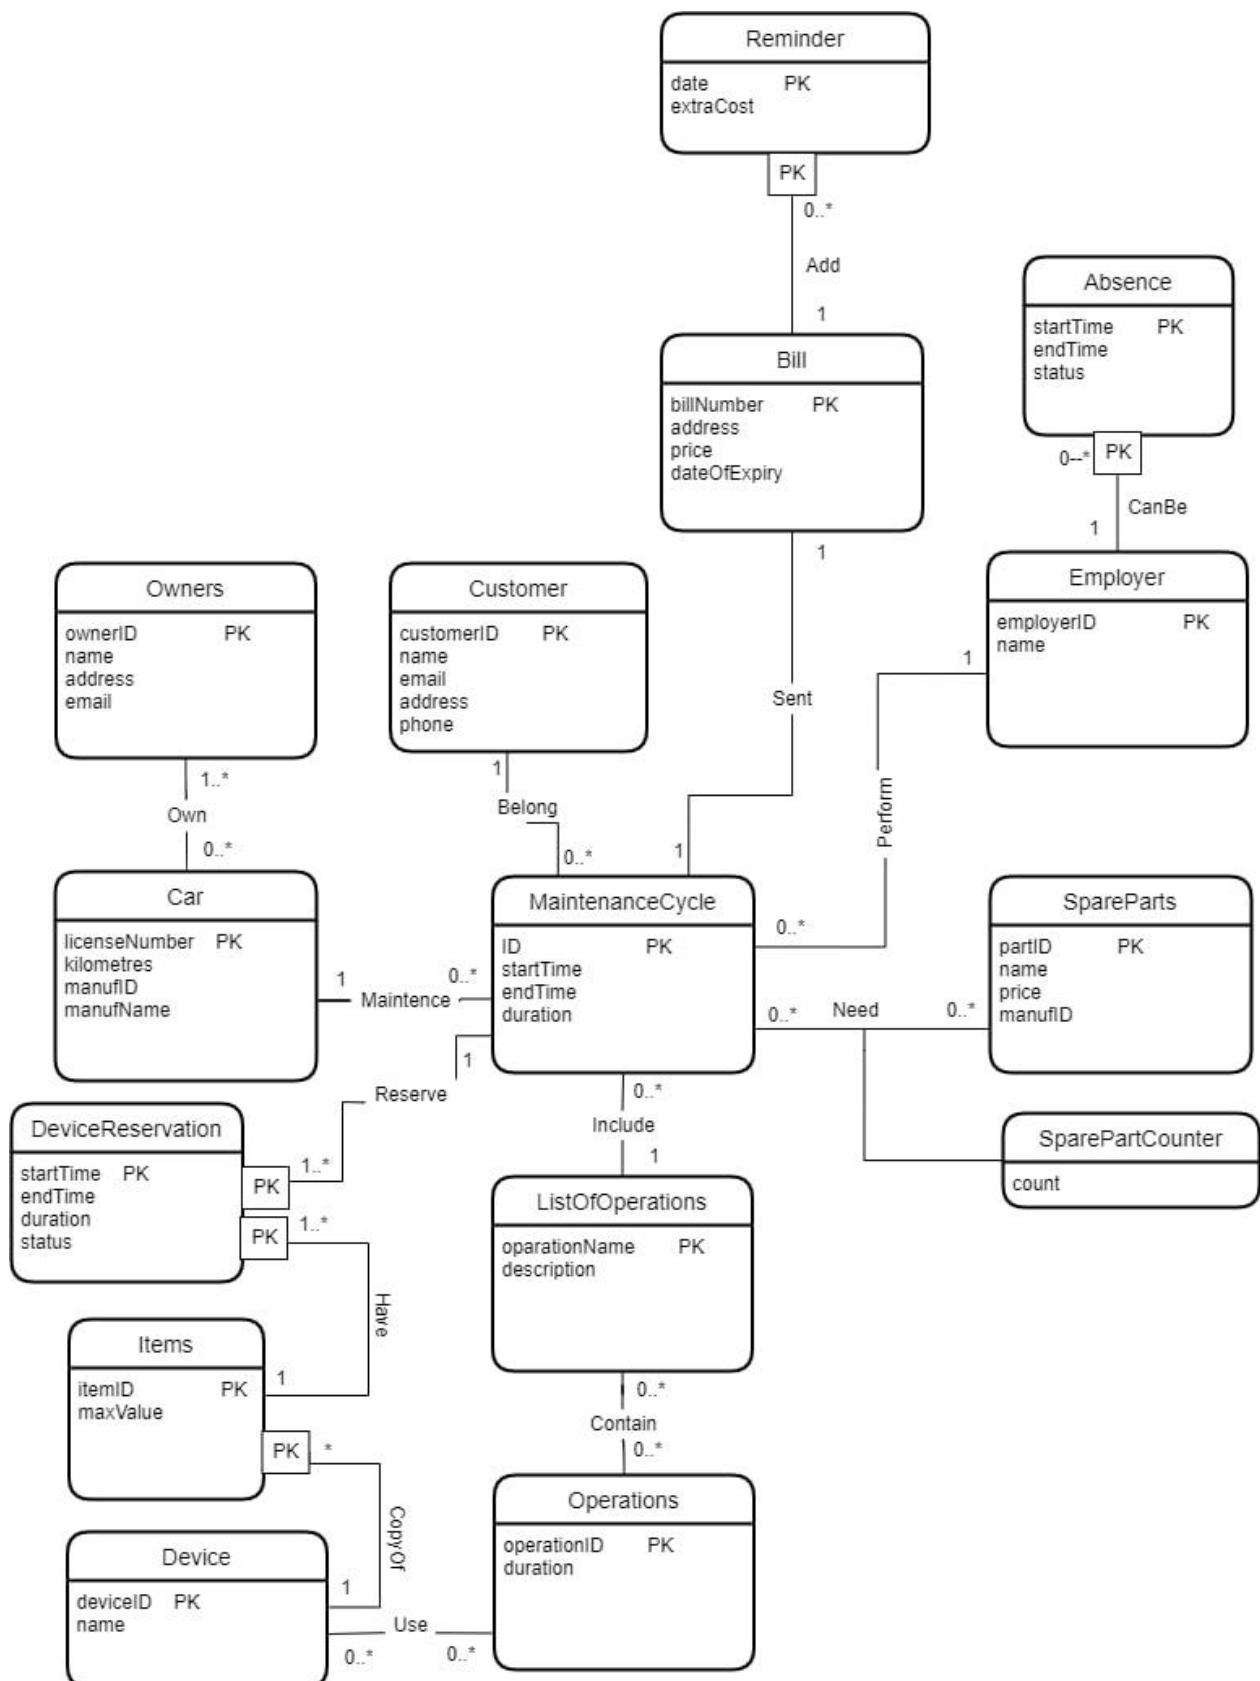 Reminder
date PK
extraCost
PK
0..*
Add
1
Bill
billNumber PK
address
price
dateOfExpiry
1
Sent
1
Absence
startTime PK
endTime
status
0--* PK
CanBe
1
Employer
employerID PK
name
1
Perform
0..*
Owners
ownerID PK
name
address
email
1..*
Own
0..*
Customer
customerID PK
name
email
address
phone
1
Belong
0..*
Car
licenseNumber PK
kilometres
manufID
manufName
1 Maintence 0..*
MaintenanceCycle
ID PK
startTime
endTime
duration
0..* Need 0..*
SpareParts
partID PK
name
price
manufID
SparePartCounter
count
1
Reserve
1..*
DeviceReservation
startTime PK
endTime
duration
status
PK
PK
1..*
Have
1
0..*
Include
1
ListOfOperations
oparationName PK
description
0..*
Contain
0..*
Items
itemID PK
maxValue
PK *
CopyOf
1
Device
deviceID PK
name
0..* Use 0..*
Operations
operationID PK
duration